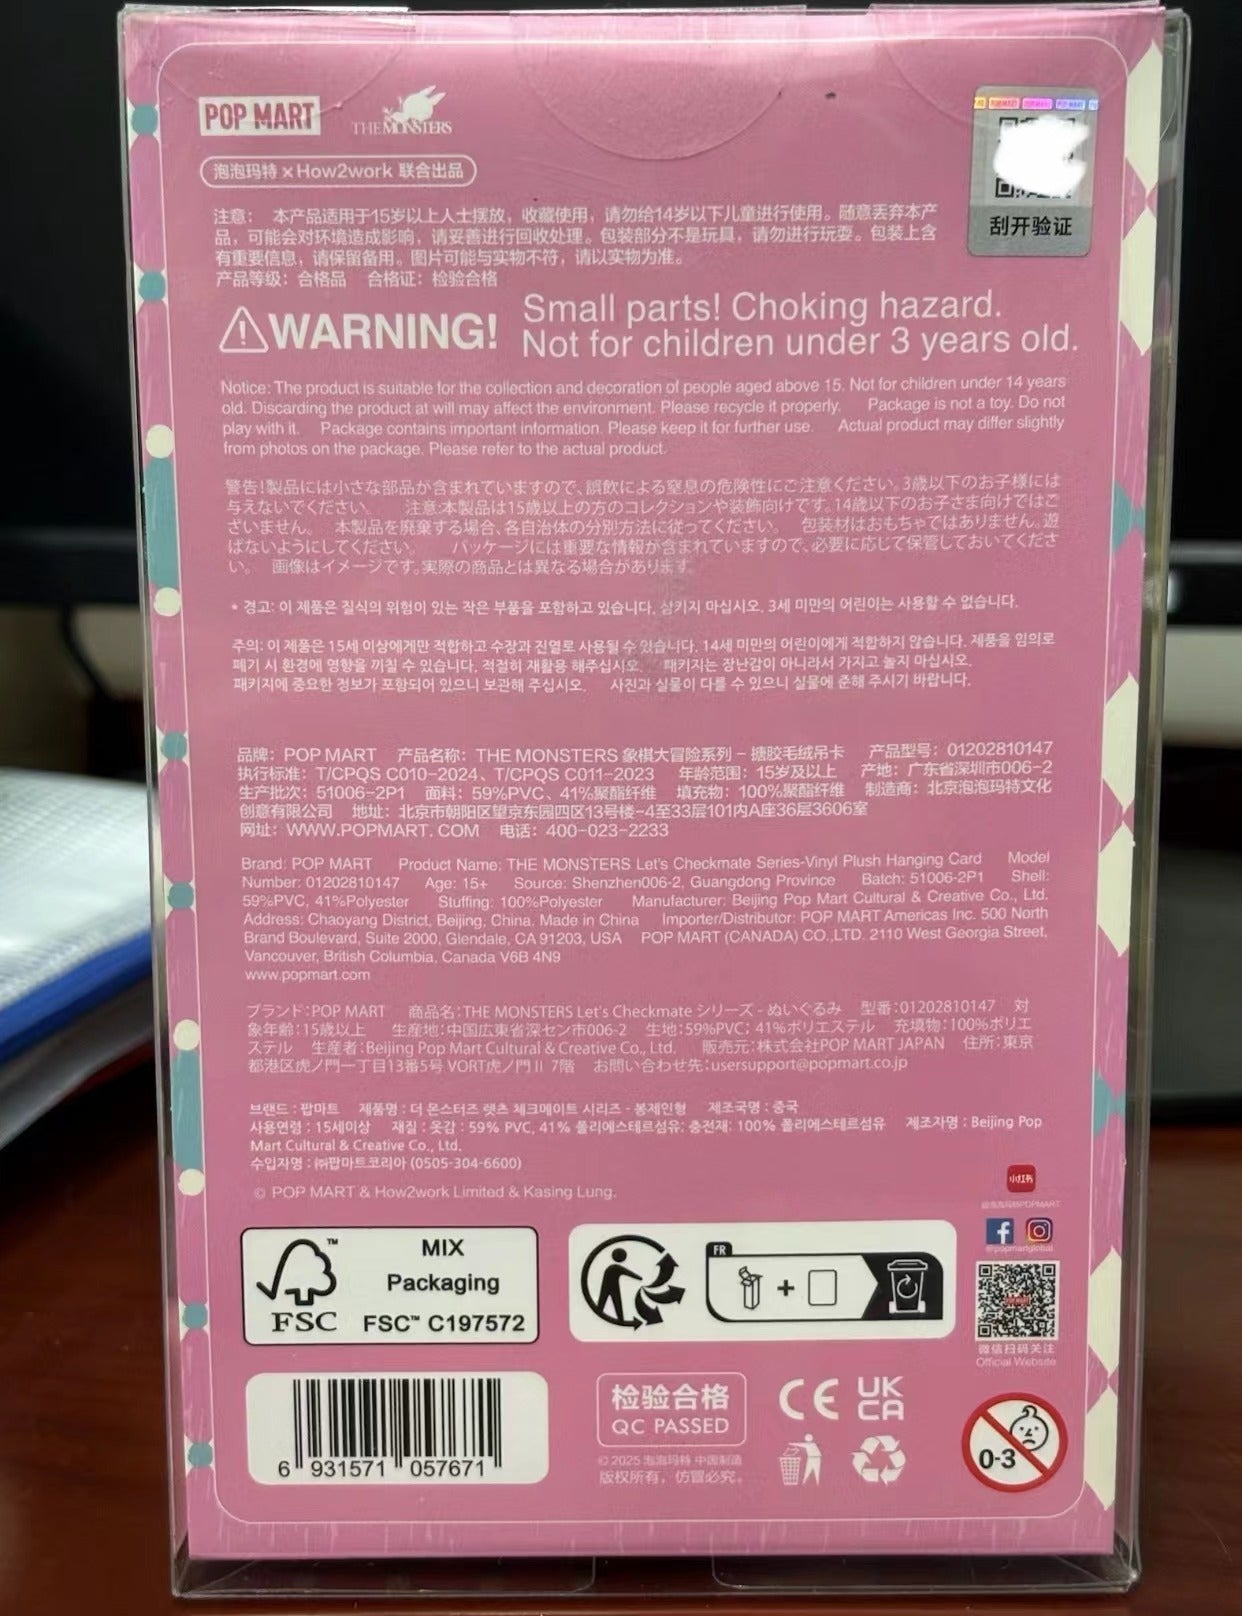 POP MART
THE MONSTERS
泡泡玛特×How2work 联合出品
POP MART
刮开验证
注意： 本产品适用于15岁以上人士摆放，收藏使用，请勿给14岁以下儿童进行使用。随意丢弃本产
品，可能会对环境造成影响，请妥善进行回收处理。包装部分不是玩具，请勿进行玩耍。包装上含
有重要信息，请保留备用。图片可能与实物不符，请以实物为准。
产品等级：合格品 合格证：检验合格
WARNING! Small parts! Choking hazard.
Not for children under 3 years old.
Notice: The product is suitable for the collection and decoration of people aged above 15. Not for children under 14 years
old. Discarding the product at will may affect the environment. Please recycle it properly. Package is not a toy. Do not
play with it. Package contains important information. Please keep it for further use. Actual product may differ slightly
from photos on the package. Please refer to the actual product.
警告!製品には小さな部品が含まれていますので、誤飲による窒息の危険性にご注意ください。3歳以下のお子様には
与えないでください。 注意:本製品は15歳以上の方のコレクションや装飾向けです。14歳以下のお子さま向けではご
ざいません。 本製品を廃棄する場合、各自治体の分別方法に従ってください。 包装材はおもちゃではありません。遊
ばないようにしてください。 パッケージには重要な情報が含まれていますので、必要に応じて保管しておいてくださ
い。 画像はイメージです。実際の商品とは異なる場合があります。
* 경고: 이 제품은 질식의 위험이 있는 작은 부품을 포함하고 있습니다. 삼키지 마십시오. 3세 미만의 어린이는 사용할 수 없습니다.
주의: 이 제품은 15세 이상에게만 적합하고 수장과 진열로 사용될 수 있습니다. 14세 미만의 어린이에게 적합하지 않습니다. 제품을 임의로
폐기 시 환경에 영향을 끼칠 수 있습니다. 적절히 재활용 해주십시오. 패키지는 장난감이 아니라서 가지고 놀지 마십시오.
패키지에 중요한 정보가 포함되어 있으니 보관해 주십시오. 사진과 실물이 다를 수 있으니 실물에 준해 주시기 바랍니다.
品牌：POP MART 产品名称：THE MONSTERS 象棋大冒险系列 – 搪胶毛绒吊卡 产品型号：01202810147
执行标准：T/CPQS C010-2024、T/CPQS C011-2023 年龄范围：15岁及以上 产地：广东省深圳市006-2
生产批次：51006-2P1 面料：59%PVC、41%聚酯纤维 填充物：100%聚酯纤维 制造商：北京泡泡玛特文化
创意有限公司 地址：北京市朝阳区望京东园四区13号楼-4至33层101内A座36层3606室
网址：WWW.POPMART.COM 电话：400-023-2233
Brand: POP MART Product Name: THE MONSTERS Let's Checkmate Series-Vinyl Plush Hanging Card Model
Number: 01202810147 Age: 15+ Source: Shenzhen006-2, Guangdong Province Batch: 51006-2P1 Shell:
59%PVC, 41%Polyester Stuffing: 100%Polyester Manufacturer: Beijing Pop Mart Cultural & Creative Co., Ltd.
Address: Chaoyang District, Beijing, China. Made in China Importer/Distributor: POP MART Americas Inc. 500 North
Brand Boulevard, Suite 2000, Glendale, CA 91203, USA POP MART (CANADA) CO.,LTD. 2110 West Georgia Street,
Vancouver, British Columbia, Canada V6B 4N9
www.popmart.com
ブランド:POP MART 商品名:THE MONSTERS Let's Checkmate シリーズ - ぬいぐるみ 型番:01202810147 対
象年齢:15歳以上 生産地:中国広東省深セン市006-2 生地:59%PVC; 41%ポリエステル 充填物:100%ポリエ
ステル 生産者:Beijing Pop Mart Cultural & Creative Co., Ltd. 販売元:株式会社POP MART JAPAN 住所:東京
都港区虎ノ門一丁目13番5号 VORT虎ノ門Ⅱ 7階 お問い合わせ先:usersupport@popmart.co.jp
브랜드 : 팝마트 제품명 : 더 몬스터즈 렛츠 체크메이트 시리즈 - 봉제인형 제조국명 : 중국
사용연령 : 15세이상 재질 : 옷감 : 59% PVC, 41% 폴리에스테르섬유; 충전재: 100% 폴리에스테르섬유 제조자명 : Beijing Pop
Mart Cultural & Creative Co., Ltd.
수입자명 : ㈜팝마트코리아 (0505-304-6600)
© POP MART & How2work Limited & Kasing Lung.
小红书
@泡泡玛特POPMART
@popmartglobal
微信扫码关注
Official Website
FSC™
MIX
Packaging
FSC™ C197572
FR
6 931571 057671
检验合格
QC PASSED
© 2025 泡泡玛特 中国制造
版权所有，仿冒必究。
CE
UK
CA
0-3